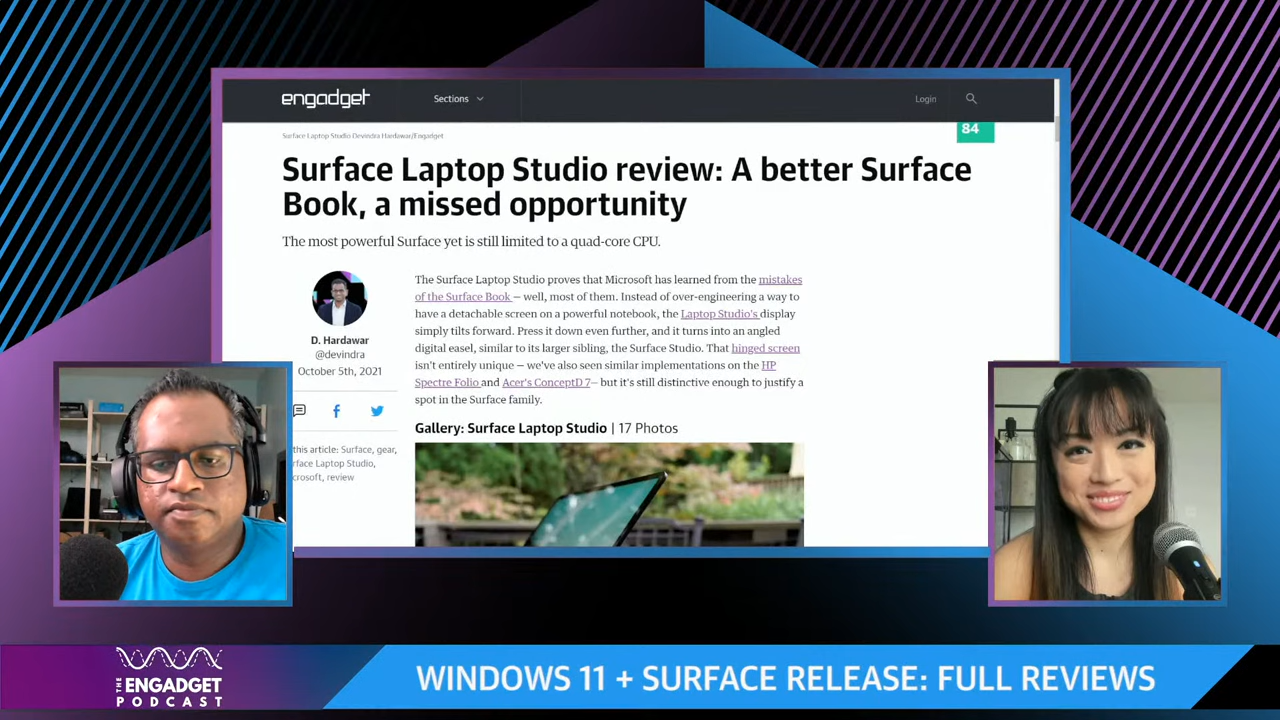 engadget
Sections
Login
Surface Laptop Studio Devindra Hardawar/Engadget
84
Surface Laptop Studio review: A better Surface
Book, a missed opportunity
The most powerful Surface yet is still limited to a quad-core CPU.
D. Hardawar
@devindra
October 5th, 2021
this article: Surface, gear,
rface Laptop Studio,
crosoft, review
The Surface Laptop Studio proves that Microsoft has learned from the mistakes
of the Surface Book — well, most of them. Instead of over-engineering a way to
have a detachable screen on a powerful notebook, the Laptop Studio's display
simply tilts forward. Press it down even further, and it turns into an angled
digital easel, similar to its larger sibling, the Surface Studio. That hinged screen
isn't entirely unique — we've also seen similar implementations on the HP
Spectre Folio and Acer's ConceptD 7— but it's still distinctive enough to justify a
spot in the Surface family.
Gallery: Surface Laptop Studio | 17 Photos
THE
ENGADGET
PODCAST
WINDOWS 11 + SURFACE RELEASE: FULL REVIEWS